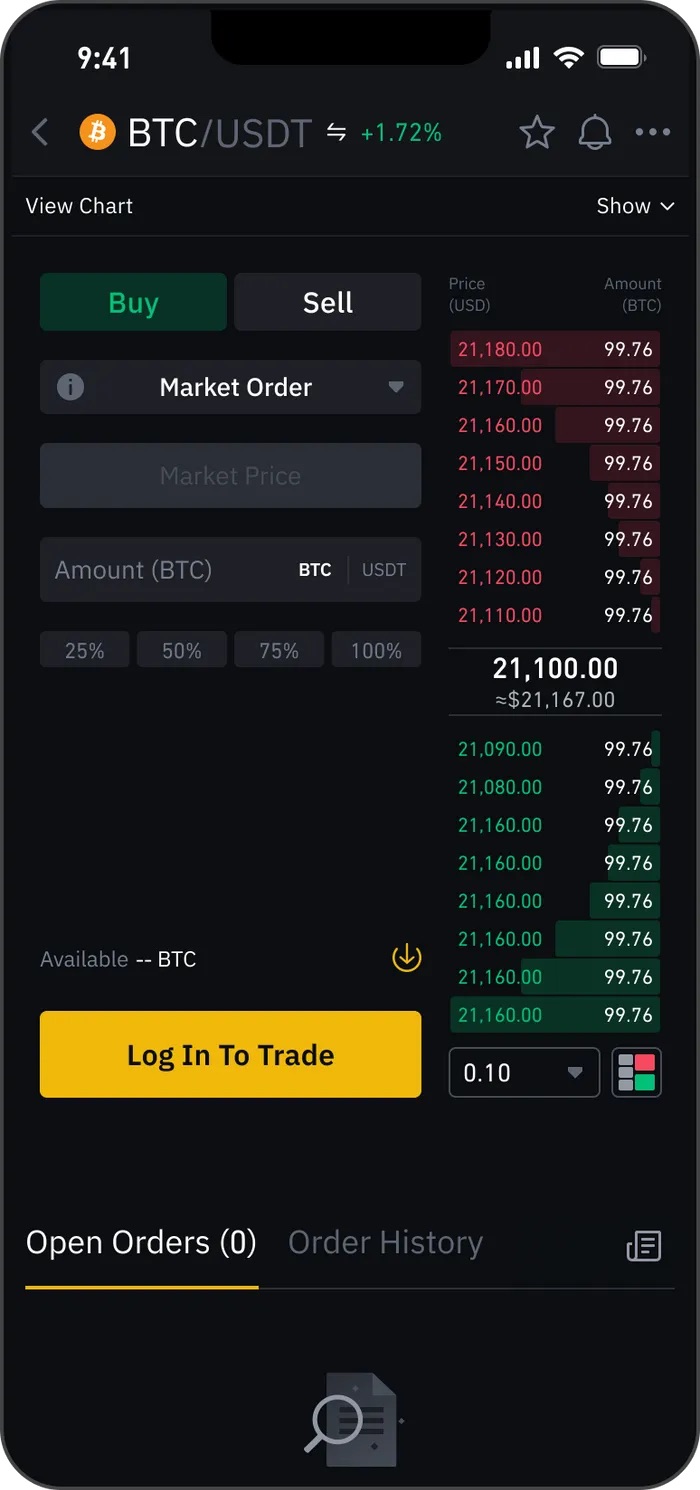 9:41
BTC/USDT ⇋ +1.72%
View Chart
Show
Buy
Sell
Market Order
Market Price
Amount (BTC) BTC USDT
25% 50% 75% 100%
Available -- BTC
Log In To Trade
Price Amount
(USD) (BTC)
21,180.00 99.76
21,170.00 99.76
21,160.00 99.76
21,150.00 99.76
21,140.00 99.76
21,130.00 99.76
21,120.00 99.76
21,110.00 99.76
21,100.00
≈$21,167.00
21,090.00 99.76
21,080.00 99.76
21,160.00 99.76
21,160.00 99.76
21,160.00 99.76
21,160.00 99.76
21,160.00 99.76
21,160.00 99.76
0.10
Open Orders (0) Order History